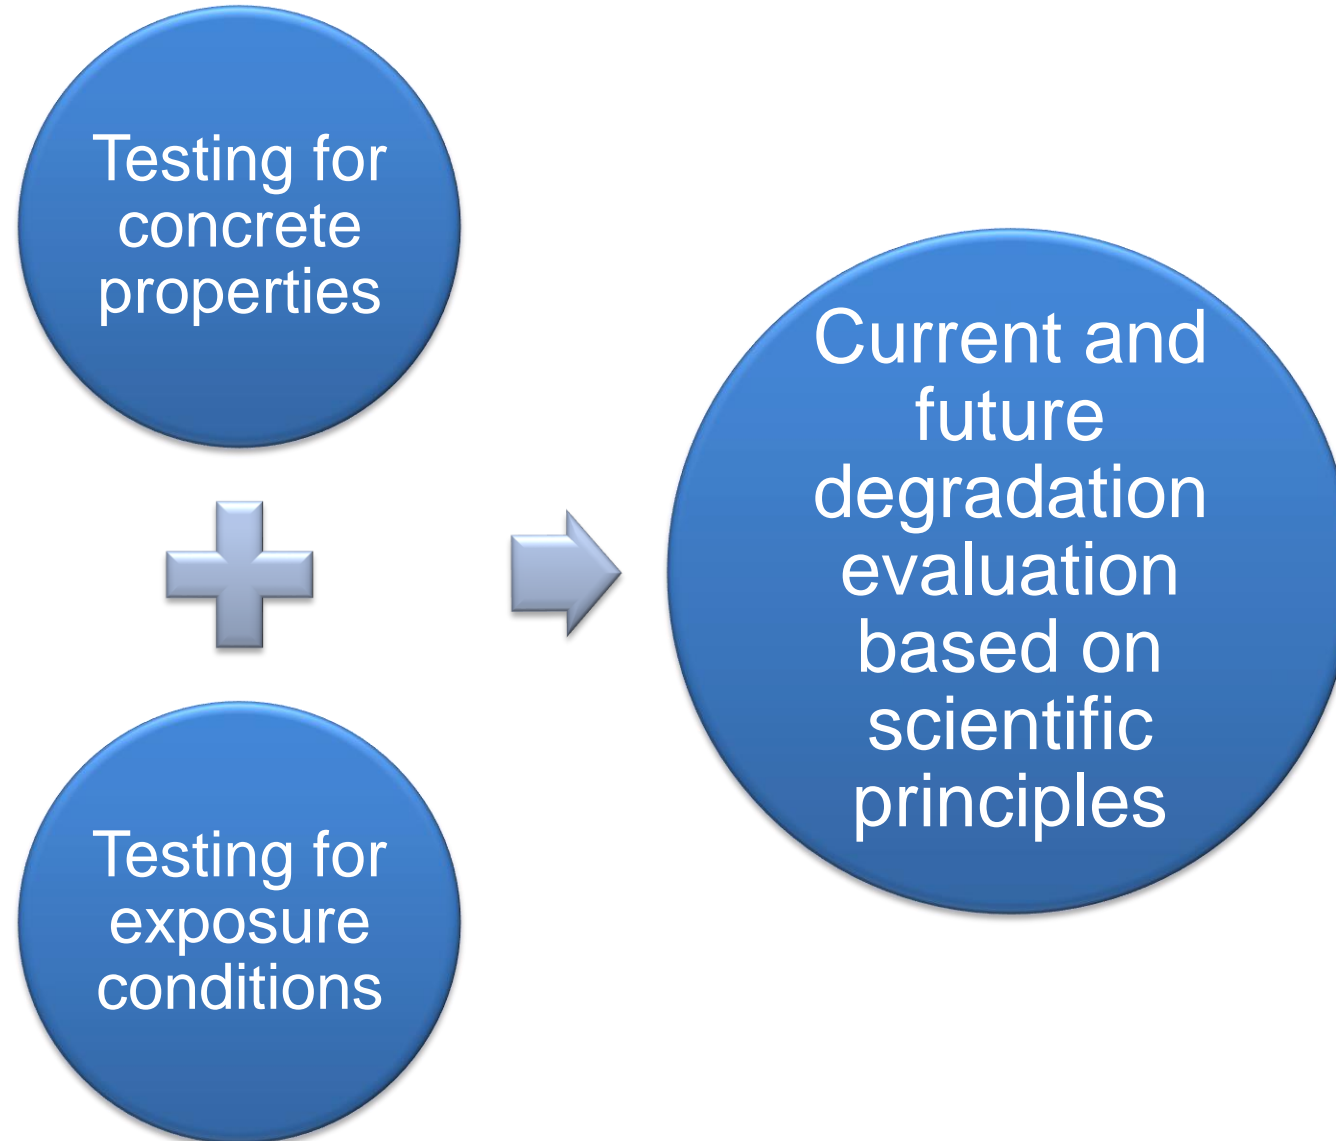 Testing for
concrete
properties
Testing for
exposure
conditions
Current and
future
degradation
evaluation
based on
scientific
principles